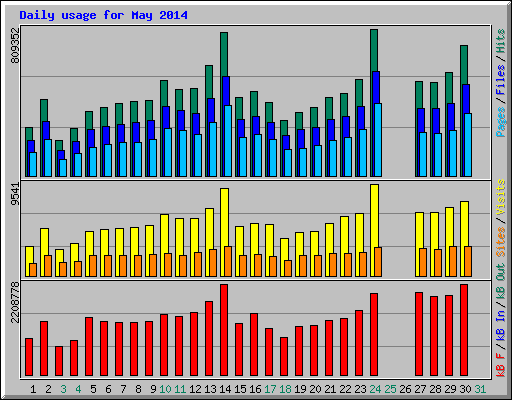 Daily usage for May 2014
809352
Pages / Files / Hits
9541
Sites / Visits
2208778
kB F / kB In / kB Out
1 2 3 4 5 6 7 8 9 10 11 12 13 14 15 16 17 18 19 20 21 22 23 24 25 26 27 28 29 30 31